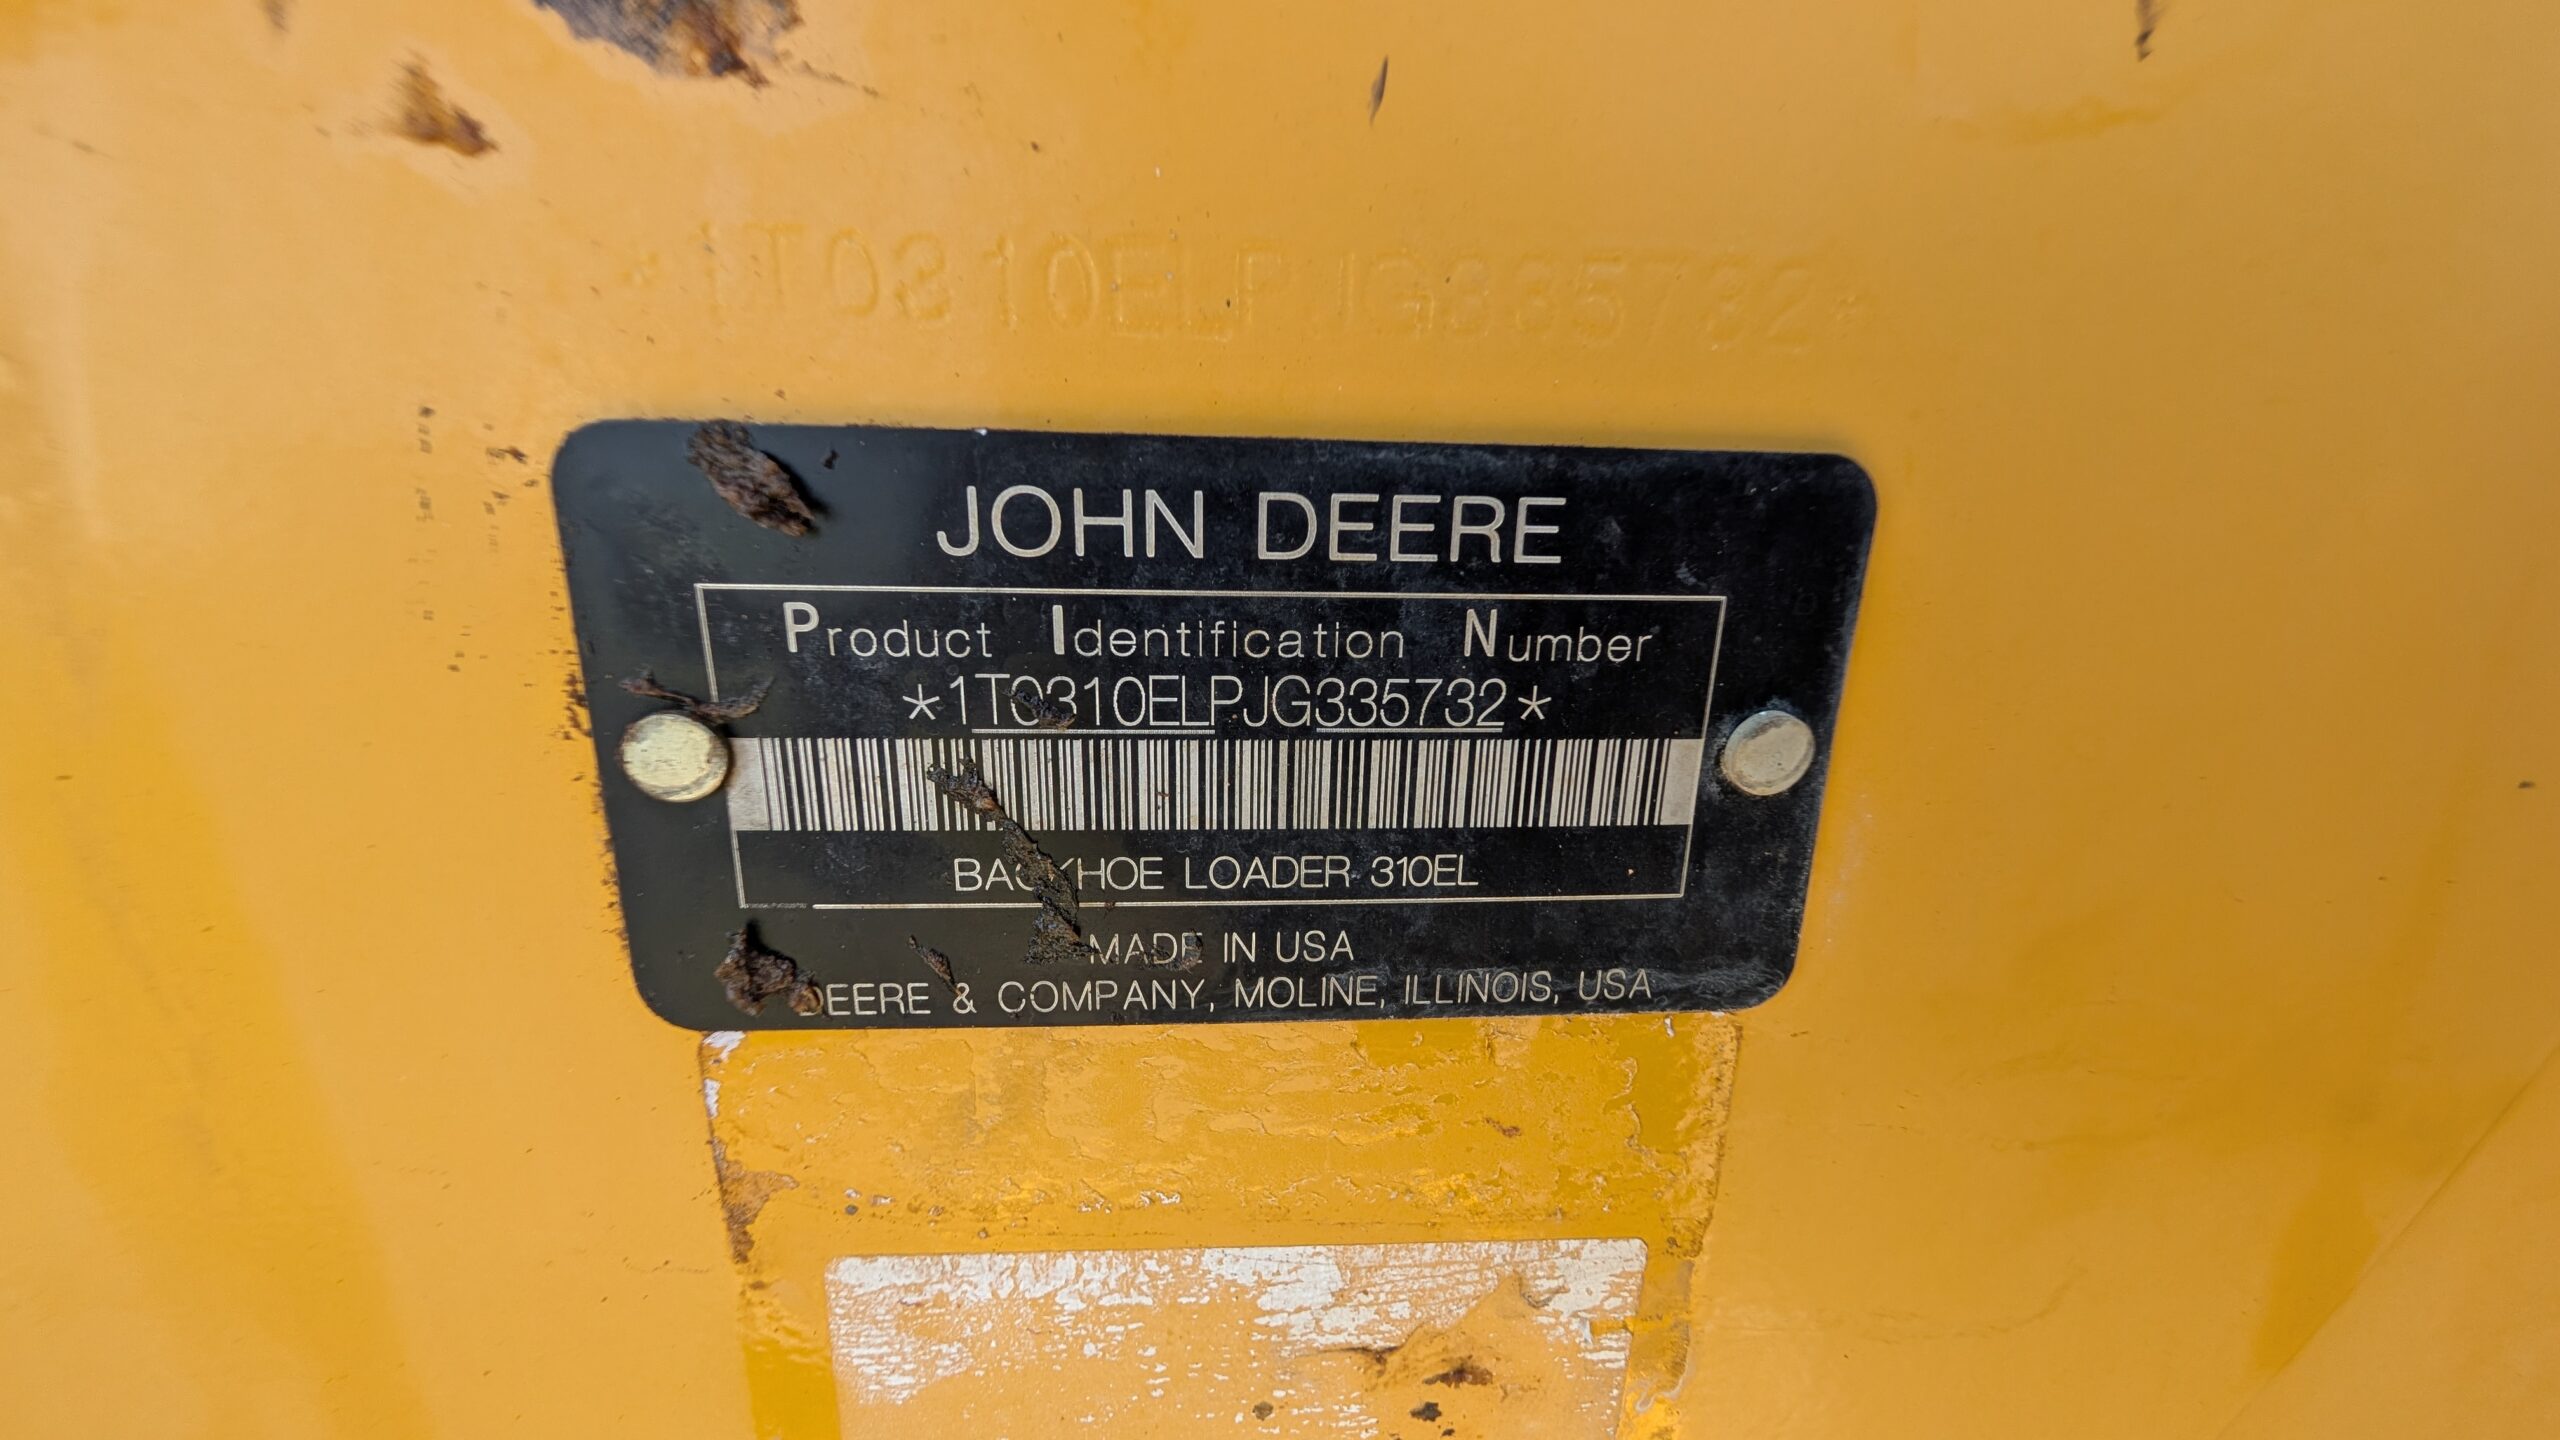 *1T0310ELPJG335732*
JOHN DEERE
Product Identification Number
*1T0310ELPJG335732*
BACKHOE LOADER 310EL
MADE IN USA
DEERE & COMPANY, MOLINE, ILLINOIS, USA